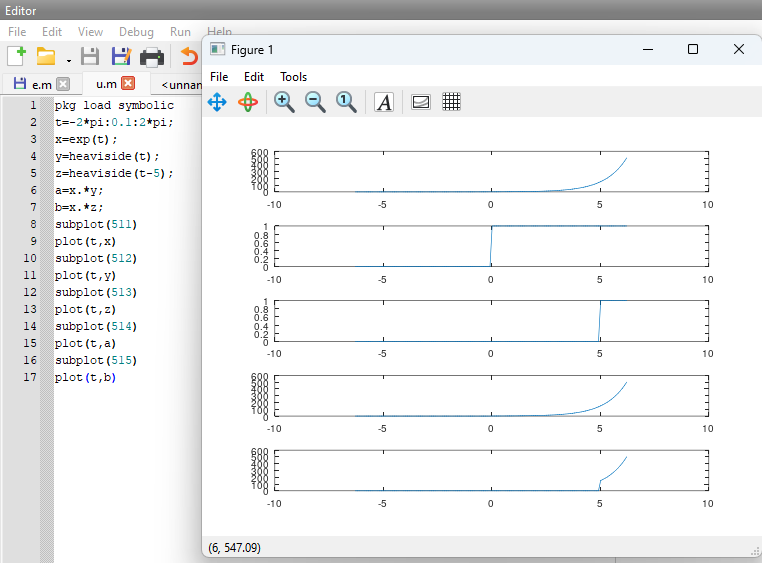 Editor
File Edit View Debug Run Help
e.m u.m <unnan
1 pkg load symbolic
2 t=-2*pi:0.1:2*pi;
3 x=exp(t);
4 y=heaviside(t);
5 z=heaviside(t-5);
6 a=x.*y;
7 b=x.*z;
8 subplot(511)
9 plot(t,x)
10 subplot(512)
11 plot(t,y)
12 subplot(513)
13 plot(t,z)
14 subplot(514)
15 plot(t,a)
16 subplot(515)
17 plot(t,b)
Figure 1
File Edit Tools
A
600
500
400
300
200
100
0
-10 -5 0 5 10
1
0.8
0.6
0.4
0.2
0
-10 -5 0 5 10
1
0.8
0.6
0.4
0.2
0
-10 -5 0 5 10
600
500
400
300
200
100
0
-10 -5 0 5 10
600
500
400
300
200
100
0
-10 -5 0 5 10
(6, 547.09)